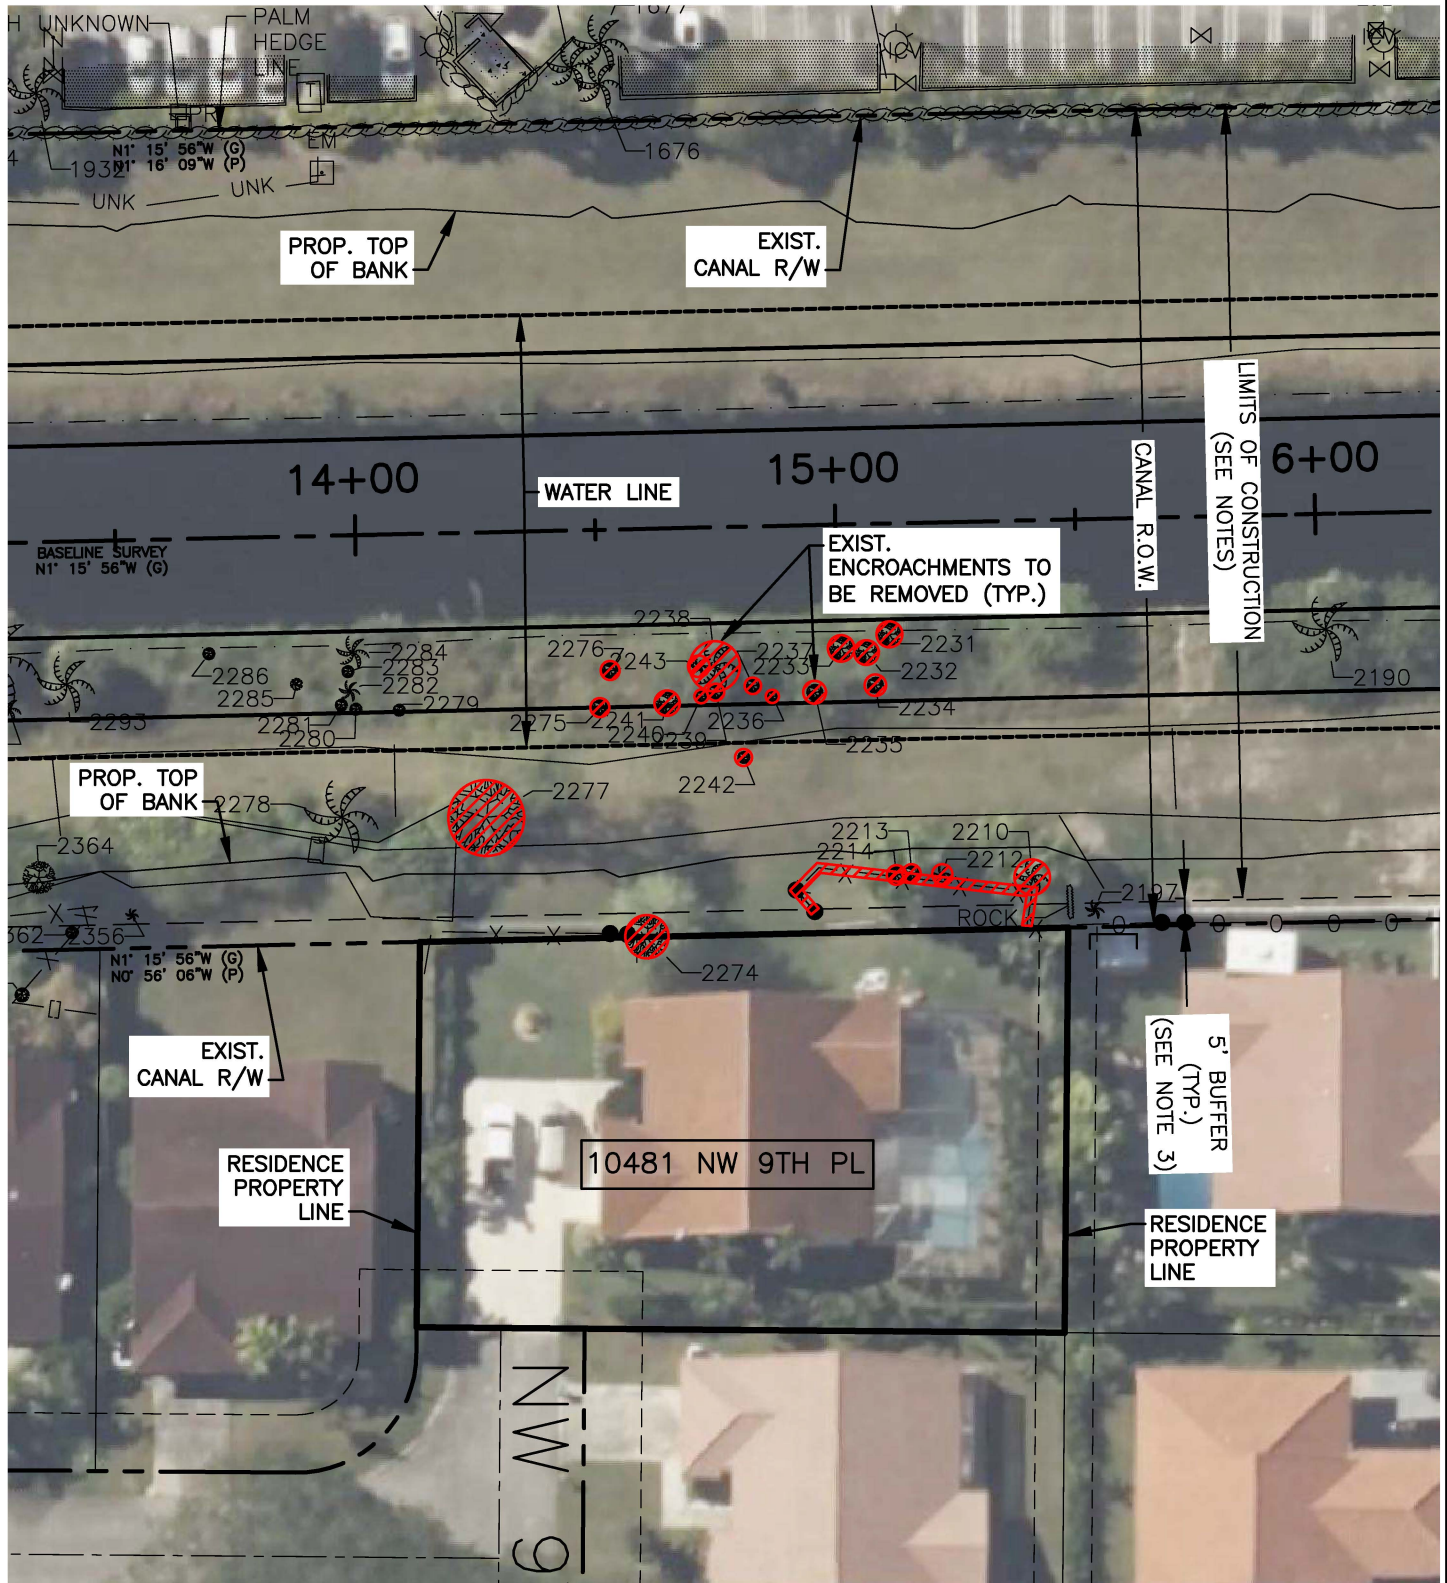 1677
UNKNOWN
PALM
HEDGE
LINE
T
PR
EM
N1° 15' 56"W (G)
N1° 16' 09"W (P)
1932
UNK
UNK
1676
PROP. TOP
OF BANK
EXIST.
CANAL R/W
LIMITS OF CONSTRUCTION
(SEE NOTES)
CANAL R.O.W.
14+00
15+00
6+00
WATER LINE
BASELINE SURVEY
N1° 15' 56"W (G)
EXIST.
ENCROACHMENTS TO
BE REMOVED (TYP.)
2238
2237
2233
2231
2232
2234
2276
2243
2275
2241
2240
2239
2236
2235
2242
2284
2283
2282
2286
2285
2281
2280
2279
2293
2190
PROP. TOP
OF BANK
2278
2277
2364
2213
2214
2210
2212
2197
ROCK
362
2356
2274
N1° 15' 56"W (G)
N0° 56' 06"W (P)
EXIST.
CANAL R/W
5' BUFFER
(TYP.)
(SEE NOTE 3)
RESIDENCE
PROPERTY
LINE
10481 NW 9TH PL
RESIDENCE
PROPERTY
LINE
NW 9